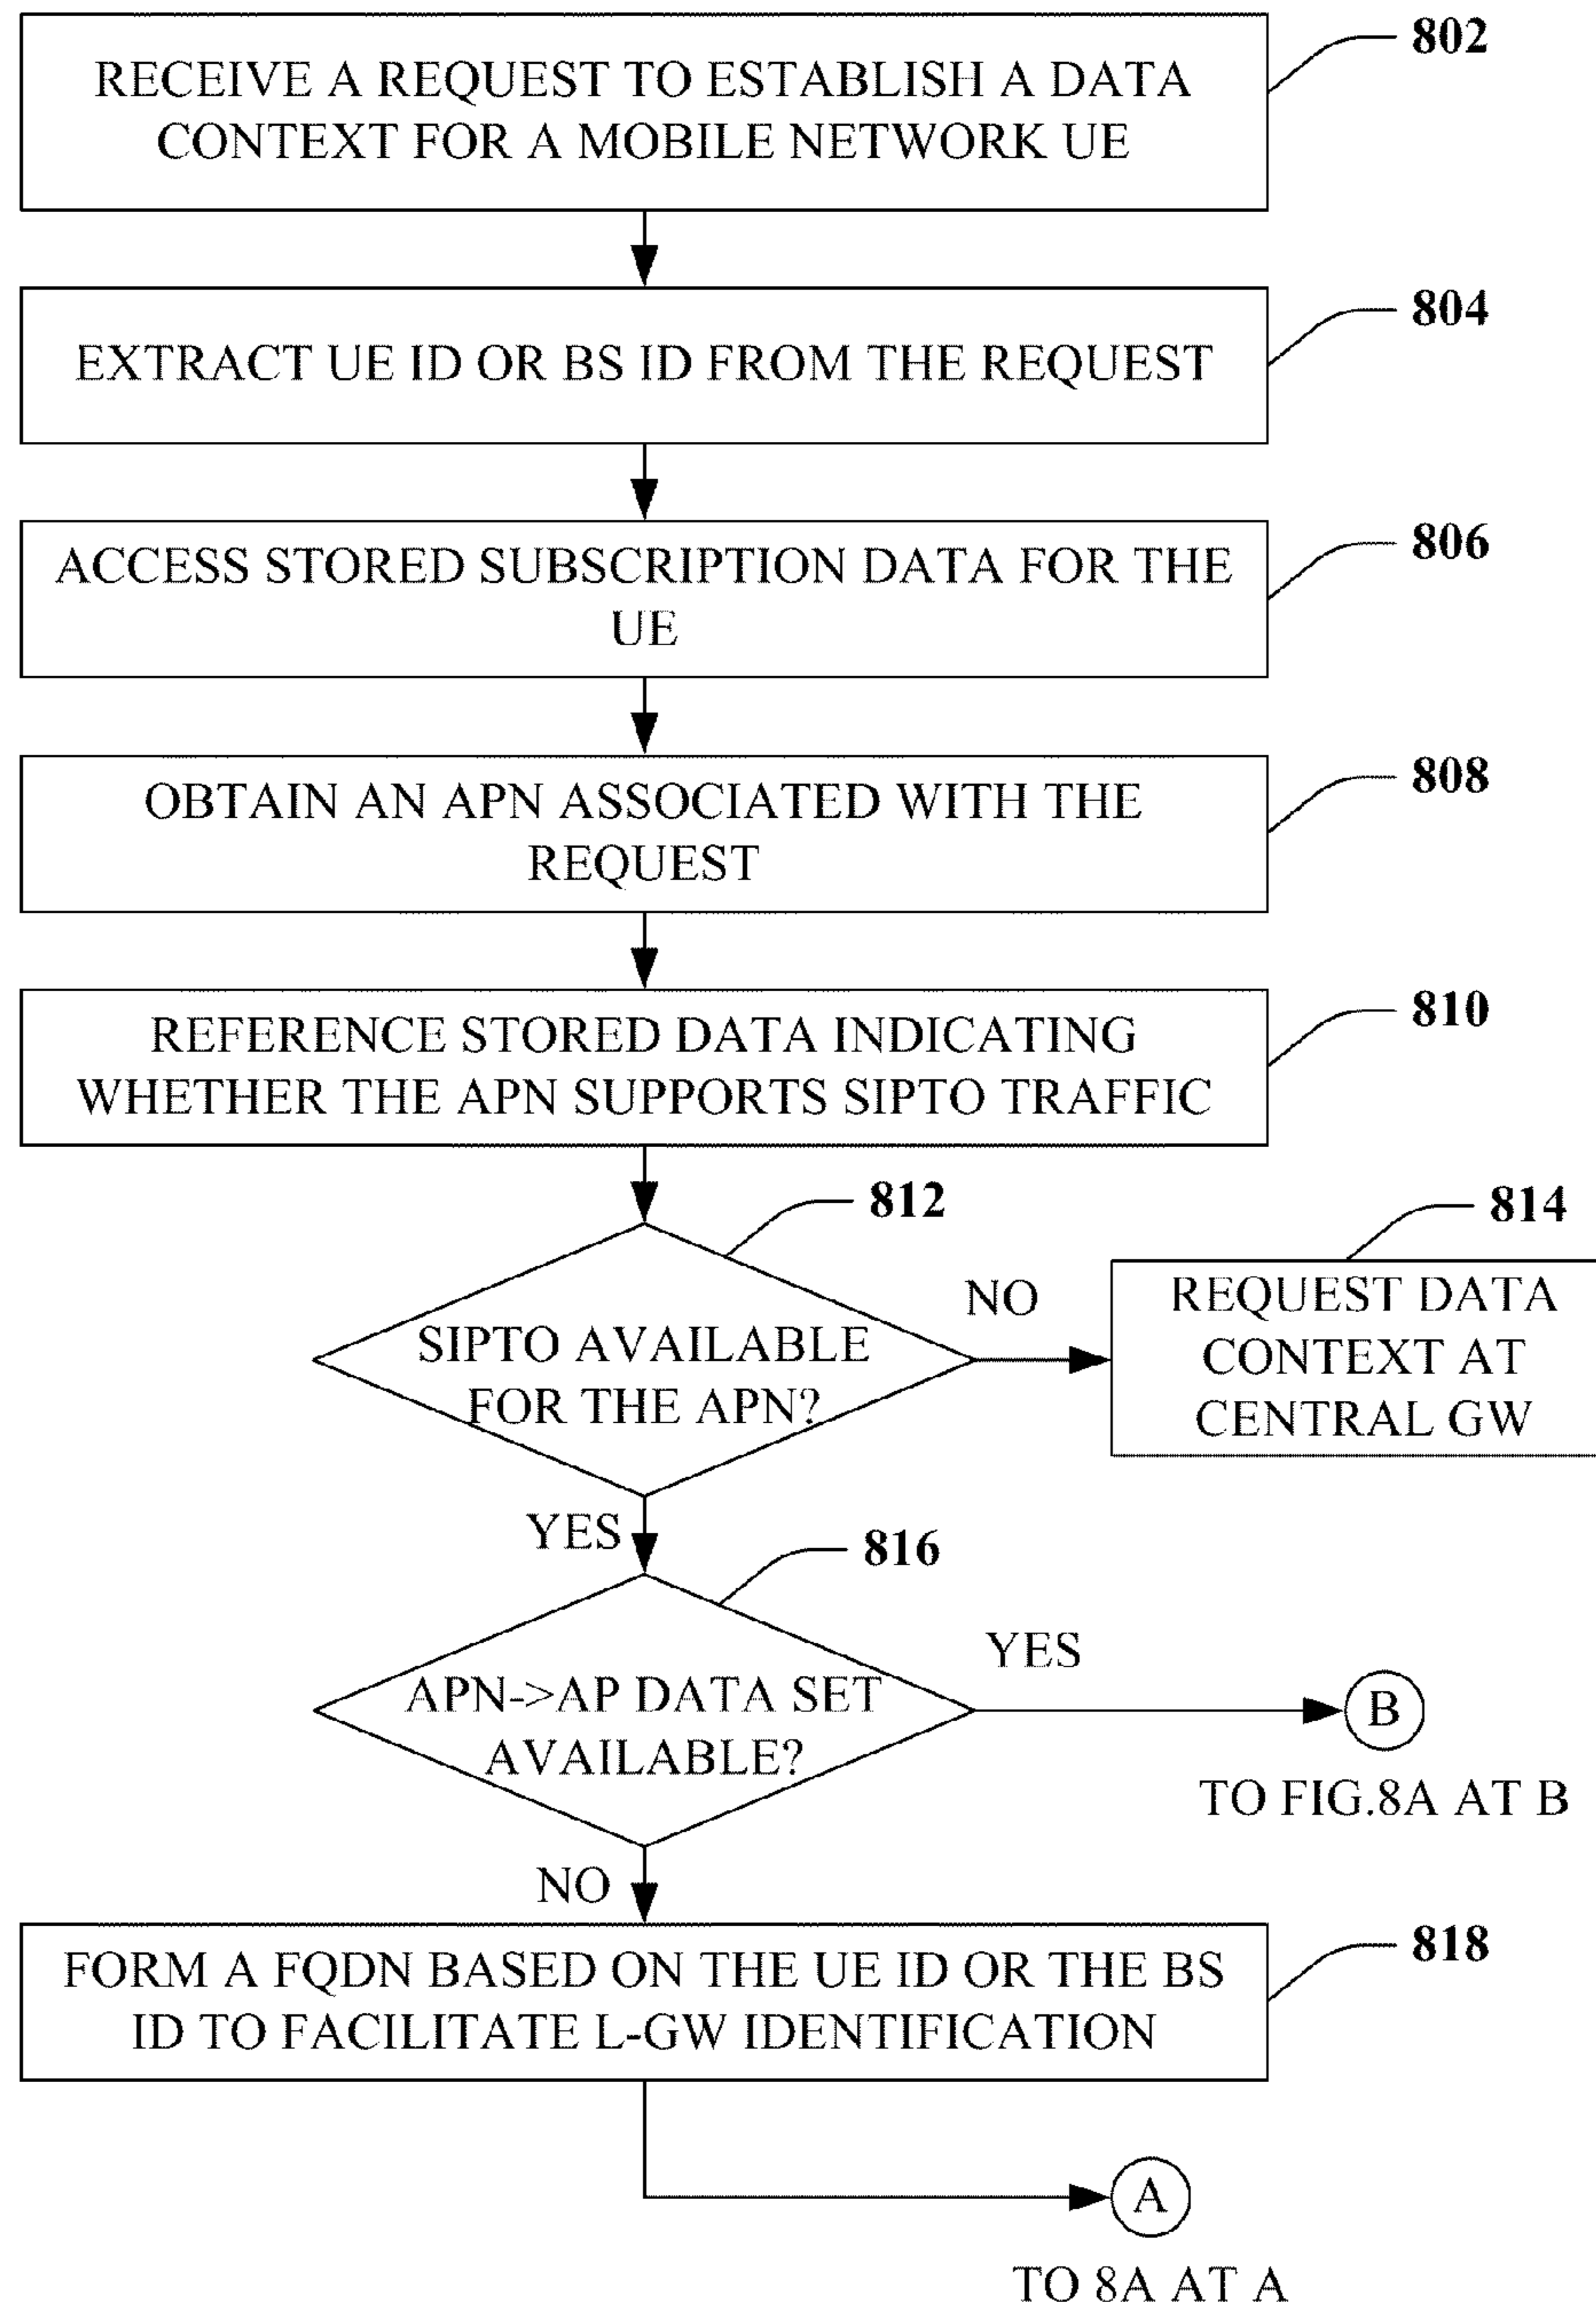 802
RECEIVE A REQUEST TO ESTABLISH A DATA
CONTEXT FOR A MOBILE NETWORK UE
804
EXTRACT UE ID OR BS ID FROM THE REQUEST
806
ACCESS STORED SUBSCRIPTION DATA FOR THE
UE
808
OBTAIN AN APN ASSOCIATED WITH THE
REQUEST
810
REFERENCE STORED DATA INDICATING
WHETHER THE APN SUPPORTS SIPTO TRAFFIC
812
SIPTO AVAILABLE
FOR THE APN?
NO
814
REQUEST DATA
CONTEXT AT
CENTRAL GW
YES
816
APN->AP DATA SET
AVAILABLE?
YES
B
TO FIG.8A AT B
NO
818
FORM A FQDN BASED ON THE UE ID OR THE BS
ID TO FACILITATE L-GW IDENTIFICATION
A
TO 8A AT A